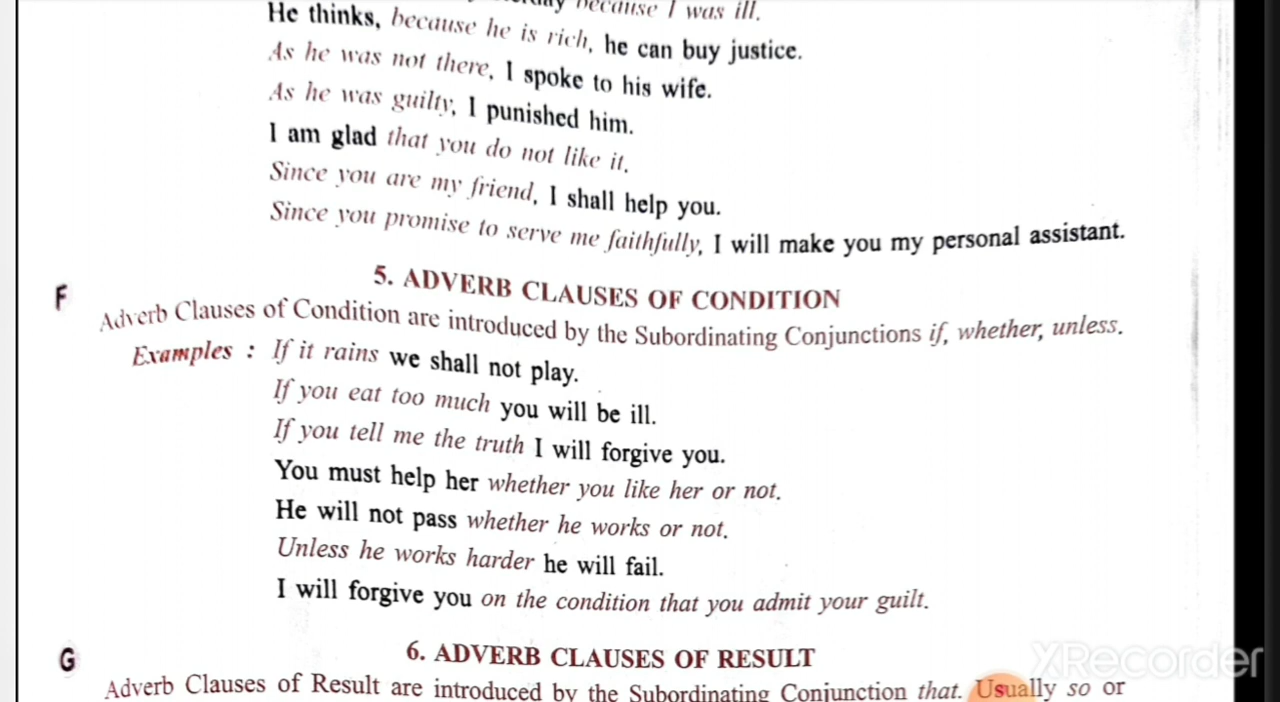 because I was ill.
He thinks, because he is rich, he can buy justice.
As he was not there, I spoke to his wife.
As he was guilty, I punished him.
I am glad that you do not like it.
Since you are my friend, I shall help you.
Since you promise to serve me faithfully, I will make you my personal assistant.
F
5. ADVERB CLAUSES OF CONDITION
Adverb Clauses of Condition are introduced by the Subordinating Conjunctions if, whether, unless.
Examples : If it rains we shall not play.
If you eat too much you will be ill.
If you tell me the truth I will forgive you.
You must help her whether you like her or not.
He will not pass whether he works or not.
Unless he works harder he will fail.
I will forgive you on the condition that you admit your guilt.
G
6. ADVERB CLAUSES OF RESULT
XRecorder
Adverb Clauses of Result are introduced by the Subordinating Conjunction that. Usually so or